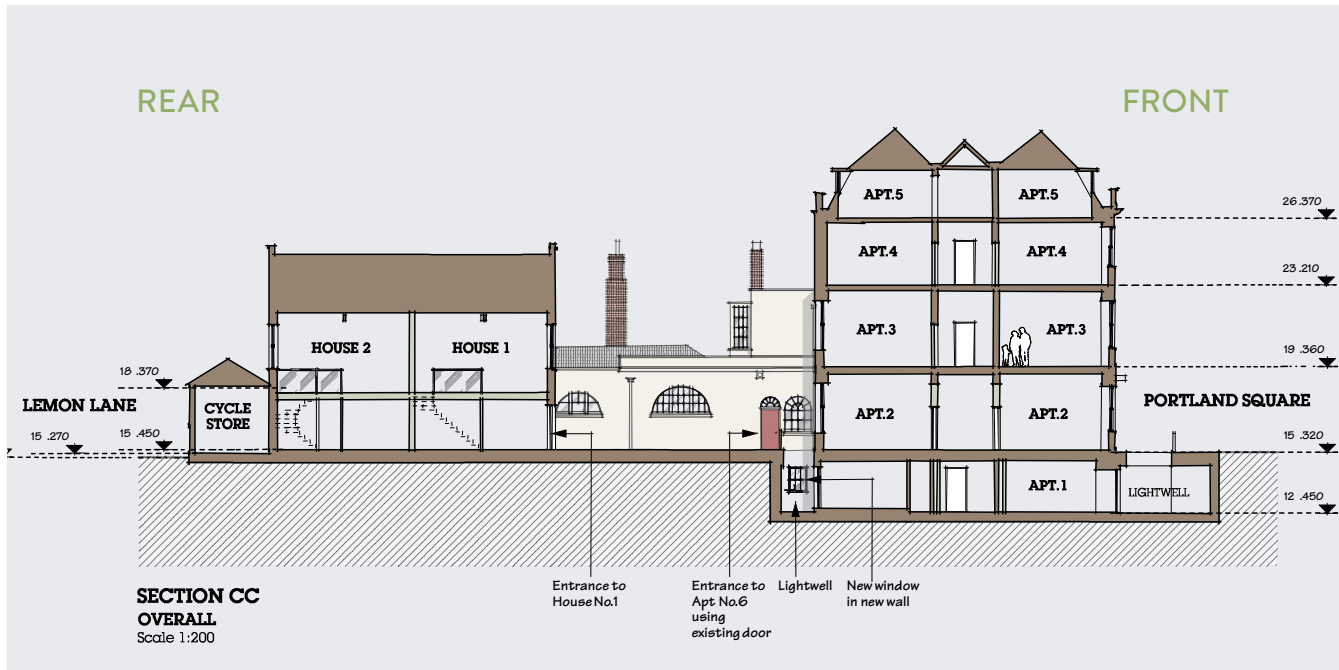 REAR
FRONT
APT.5
APT.5
26.370
APT.4
APT.4
23.210
HOUSE 2
HOUSE 1
APT.3
APT.3
19 .360
18 .370
LEMON LANE
CYCLE
STORE
APT.2
APT.2
PORTLAND SQUARE
15 .270
15 .450
15 .320
APT.1
LIGHTWELL
12 .450
Entrance to
House No.1
Entrance to
Apt No.6
using
existing door
Lightwell
New window
in new wall
SECTION CC
OVERALL
Scale 1:200